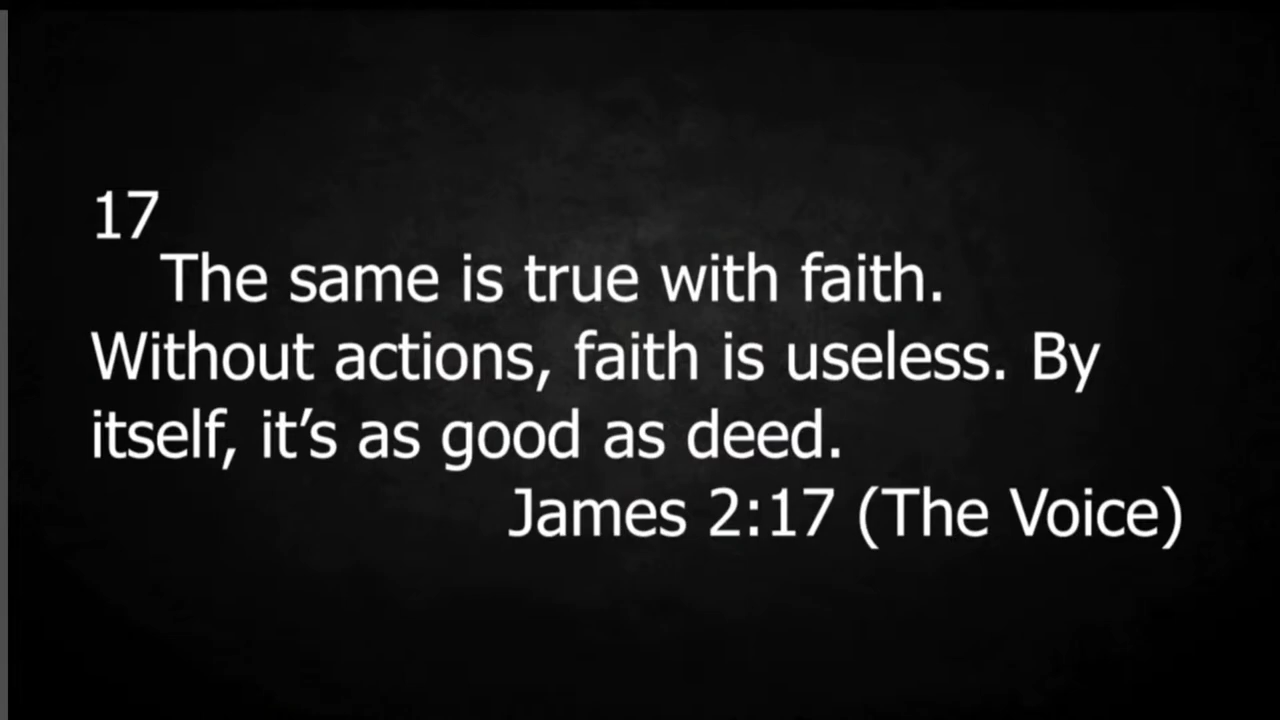 17
The same is true with faith.
Without actions, faith is useless. By
itself, it’s as good as deed.
James 2:17 (The Voice)